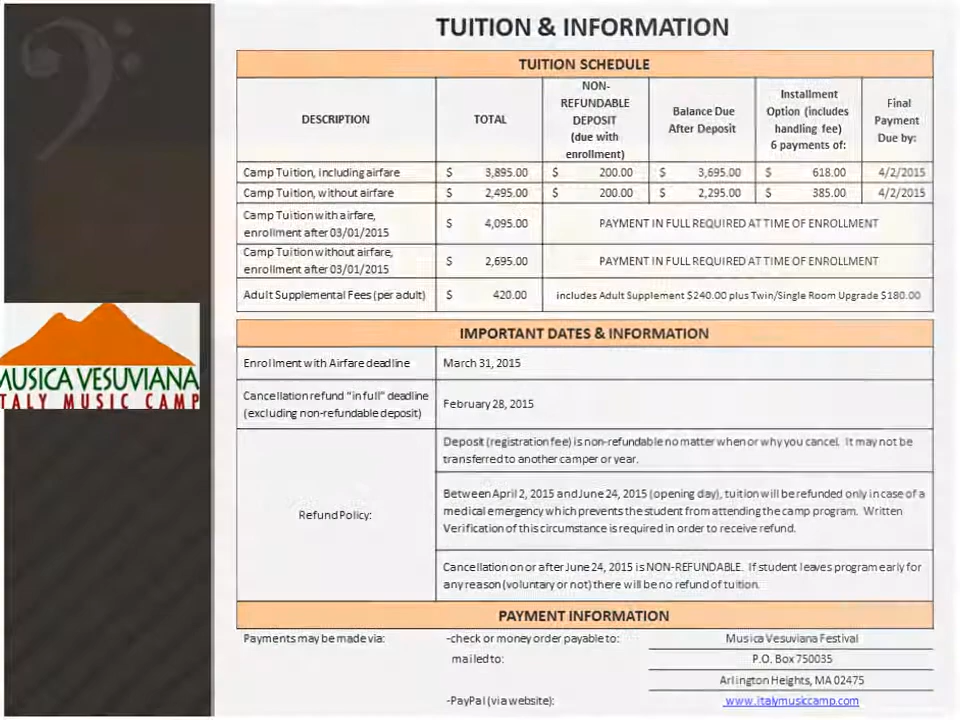 TUITION & INFORMATION
TUITION SCHEDULE
DESCRIPTION
TOTAL
NON-
REFUNDABLE
DEPOSIT
(due with
enrollment)
Balance Due
After Deposit
Installment
Option (includes
handling fee)
6 payments of:
Final
Payment
Due by:
Camp Tuition, including airfare $ 3,895.00 $ 200.00 $ 3,695.00 $ 618.00 4/2/2015
Camp Tuition, without airfare $ 2,495.00 $ 200.00 $ 2,295.00 $ 385.00 4/2/2015
Camp Tuition with airfare,
enrollment after 03/01/2015
$ 4,095.00 PAYMENT IN FULL REQUIRED AT TIME OF ENROLLMENT
Camp Tuition without airfare,
enrollment after 03/01/2015
$ 2,695.00 PAYMENT IN FULL REQUIRED AT TIME OF ENROLLMENT
Adult Supplemental Fees (per adult) $ 420.00 includes Adult Supplement $240.00 plus Twin/Single Room Upgrade $180.00
IMPORTANT DATES & INFORMATION
Enrollment with Airfare deadline March 31, 2015
Cancellation refund "in full" deadline
(excluding non-refundable deposit)
February 28, 2015
Refund Policy:
Deposit (registration fee) is non-refundable no matter when or why you cancel. It may not be
transferred to another camper or year.
Between April 2, 2015 and June 24, 2015 (opening day), tuition will be refunded only in case of a
medical emergency which prevents the student from attending the camp program. Written
Verification of this circumstance is required in order to receive refund.
Cancellation on or after June 24, 2015 is NON-REFUNDABLE. If student leaves program early for
any reason (voluntary or not) there will be no refund of tuition.
PAYMENT INFORMATION
Payments may be made via: -check or money order payable to: Musica Vesuviana Festival
mailed to: P.O. Box 750035
Arlington Heights, MA 02475
-PayPal (via website): www.italymusiccamp.com
MUSICA VESUVIANA
ITALY MUSIC CAMP